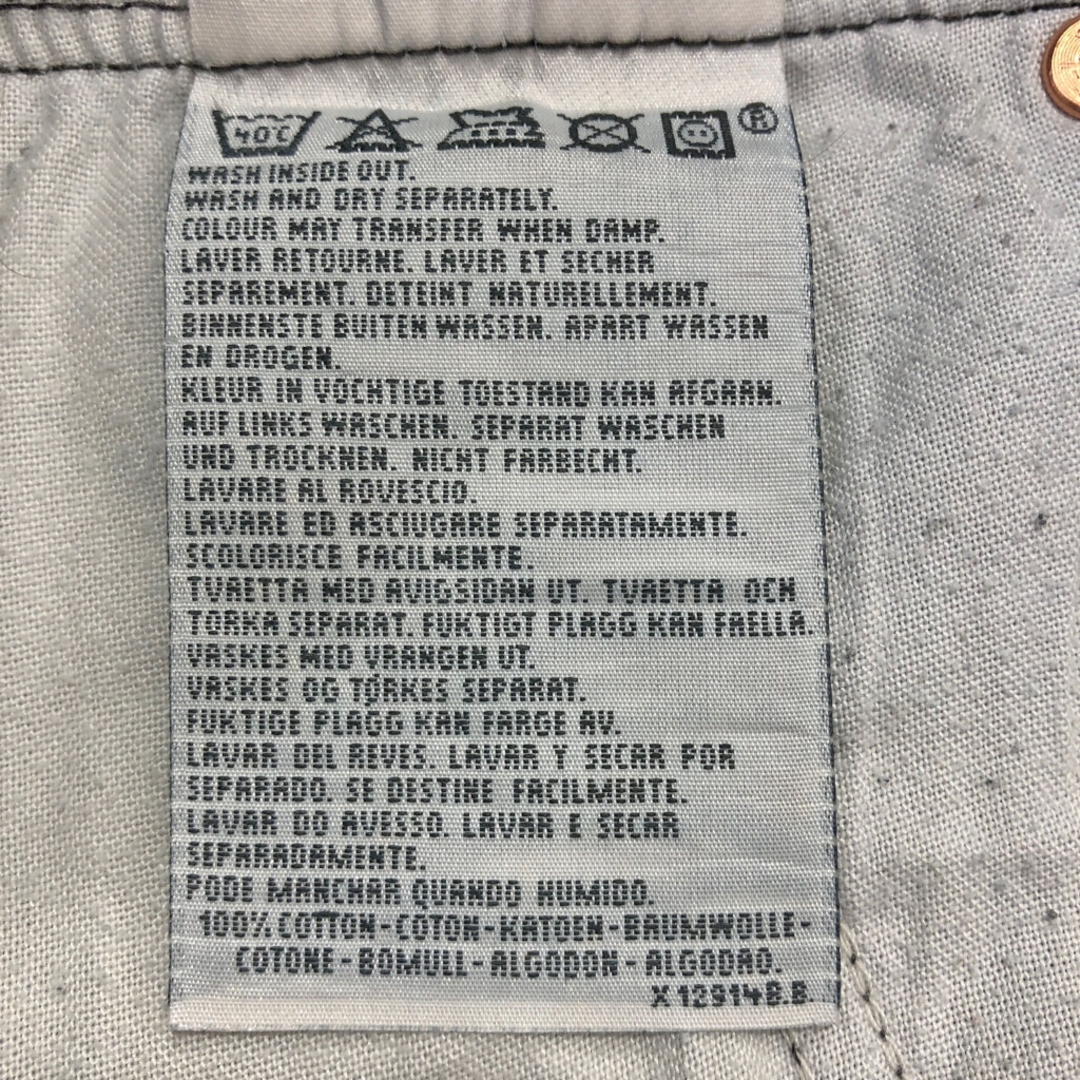 40C ®
WASH INSIDE OUT.
WASH AND DRY SEPARATELY.
COLOUR MAY TRANSFER WHEN DAMP.
LAVER RETOURNE. LAVER ET SECHER
SEPAREMENT. DETEINT NATURELLEMENT.
BINNENSTE BUITEN WASSEN. APART WASSEN
EN DROGEN.
KLEUR IN VOCHTIGE TOESTAND KAN AFGAAN.
AUF LINKS WASCHEN. SEPARAT WASCHEN
UND TROCKNEN. NICHT FARBECHT.
LAVARE AL ROVESCIO.
LAVARE ED ASCIUGARE SEPARATAMENTE.
SCOLORISCE FACILMENTE.
TVAETTA MED AVIGSIDAN UT. TVAETTA OCH
TORKA SEPARAT. FUKTIGT PLAGG KAN FAELLA.
VASKES MED VRANGEN UT.
VASKES OG TØRKES SEPARAT.
FUKTIGE PLAGG KAN FARGE AV.
LAVAR DEL REVES. LAVAR Y SECAR POR
SEPARADO. SE DESTINE FACILMENTE.
LAVAR DO AVESSO. LAVAR E SECAR
SEPARADAMENTE.
PODE MANCHAR QUANDO HUMIDO.
100% COTTON-COTON-KATOEN-BAUMWOLLE-
COTONE-BOMULL-ALGODON-ALGODAO.
X12914B.B.